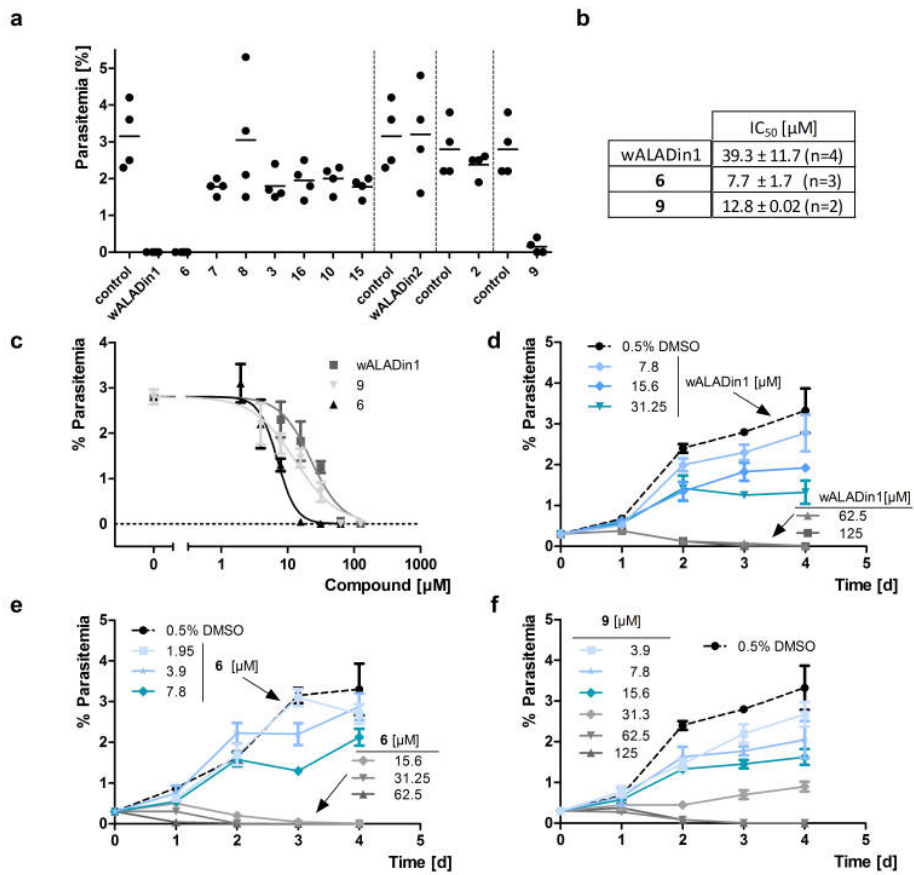 a
Parasitemia [%]
5
4
3
2
1
0
control
wALADin1
6
7
8
3
16
10
15
control
wALADin2
control
2
control
9
b
IC50 [µM]
wALADin1 39.3 ± 11.7 (n=4)
6 7.7 ± 1.7 (n=3)
9 12.8 ± 0.02 (n=2)
c
% Parasitemia
4
3
2
1
0
wALADin1
9
6
0 1 10 100 1000
Compound [µM]
d
% Parasitemia
5
4
3
2
1
0
0.5% DMSO
7.8
15.6
31.25
wALADin1 [µM]
wALADin1[µM]
62.5
125
0 1 2 3 4 5
Time [d]
e
% Parasitemia
5
4
3
2
1
0
0.5% DMSO
1.95
3.9
7.8
6 [µM]
6 [µM]
15.6
31.25
62.5
0 1 2 3 4 5
Time [d]
f
% Parasitemia
5
4
3
2
1
0
9 [µM]
3.9
7.8
15.6
31.3
62.5
125
0.5% DMSO
0 1 2 3 4 5
Time [d]